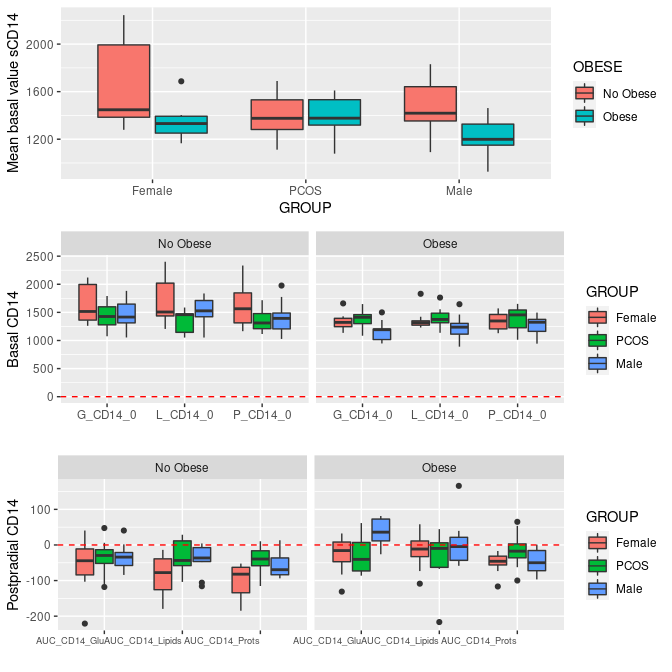 Mean basal value sCD14
2000
1600
1200
Female PCOS Male
GROUP
OBESE
No Obese
Obese
No Obese Obese
Basal CD14
2500
2000
1500
1000
500
0
G_CD14_0 L_CD14_0 P_CD14_0 G_CD14_0 L_CD14_0 P_CD14_0
GROUP
Female
PCOS
Male
No Obese Obese
Postpradial CD14
100
0
-100
-200
AUC_CD14_GluAUC_CD14_Lipids AUC_CD14_Prots AUC_CD14_GluAUC_CD14_Lipids AUC_CD14_Prots
GROUP
Female
PCOS
Male